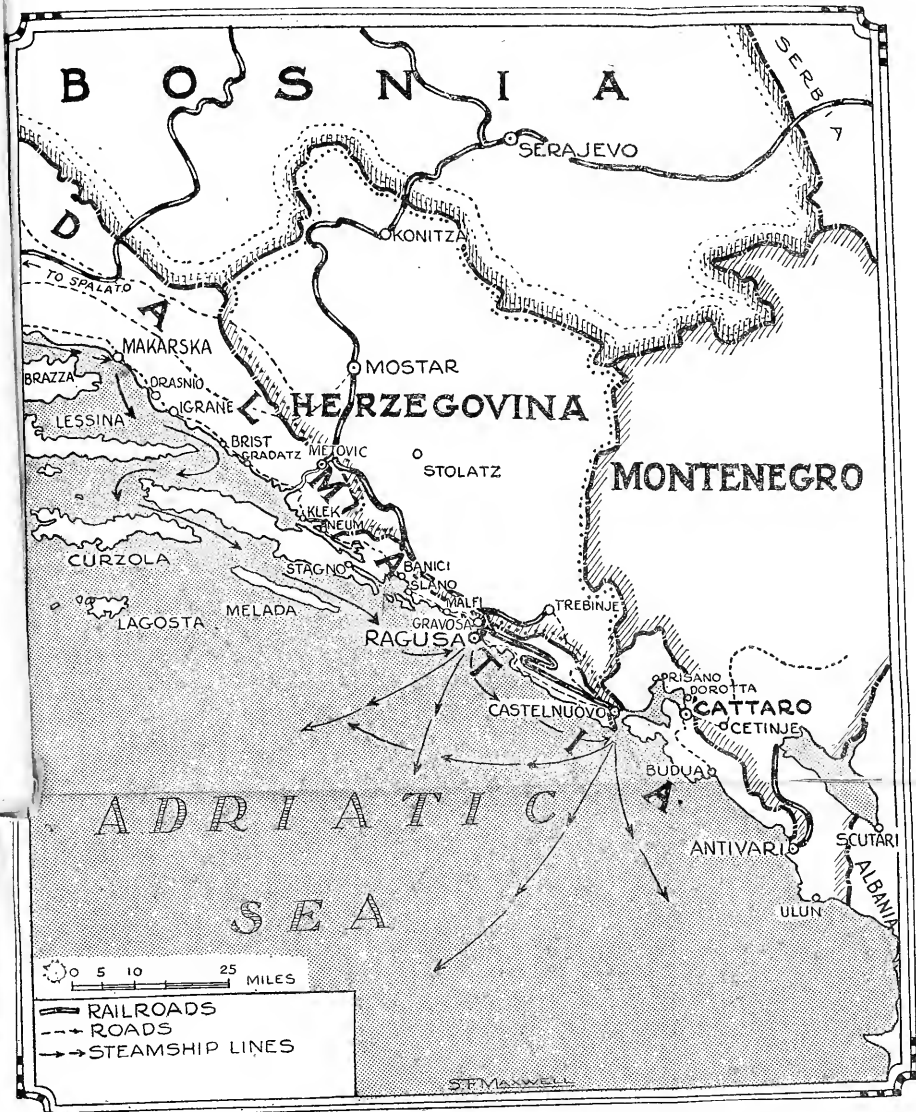 BOSNIA
SERBIA
SERAJEVO
KONITZA
DALMATIA
← TO SPALATO
MAKARSKA
BRAZZA
DRASNIO
MOSTAR
IGRANE
LESSINA
HERZEGOVINA
BRIST
GRADATZ
METOVIC
STOLATZ
MONTENEGRO
KLEK
NEUM
CURZOLA
STAGNO
BANICI
SLANO
MELADA
MALFI
TREBINJE
LAGOSTA
GRAVOSA
RAGUSA
PRISANO
DOROTTA
CASTELNUOVO
CATTARO
CETINJE
BUDUA
ADRIATIC
SEA
ANTIVARI
SCUTARI
ALBANIA
ULUN
0 5 10 25 MILES
RAILROADS
ROADS
STEAMSHIP LINES
S.F. MAXWELL